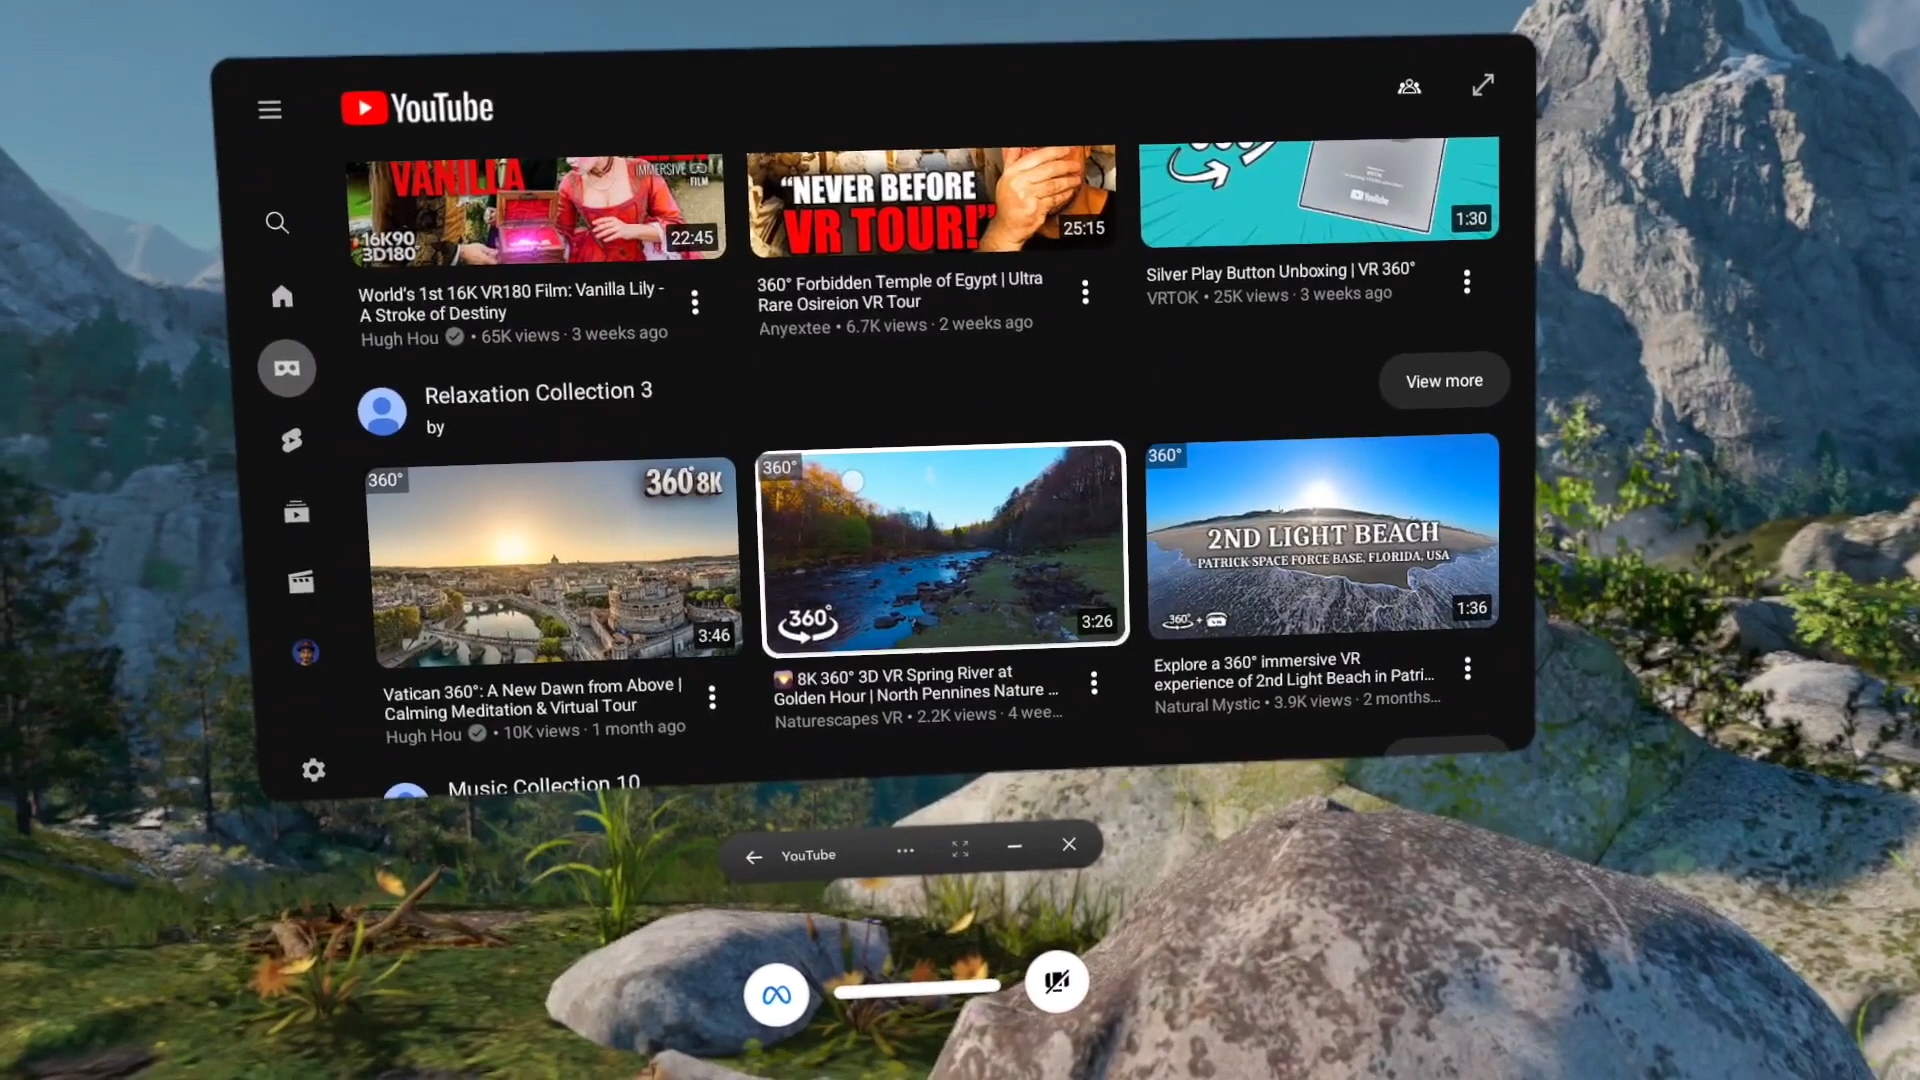 YouTube
VANILLA
IMMERSIVE
FILM
16K90
3D180°
22:45
"NEVER BEFORE
VR TOUR!"
25:15
YouTube
1:30
World's 1st 16K VR180 Film: Vanilla Lily -
A Stroke of Destiny
Hugh Hou • 65K views · 3 weeks ago
360° Forbidden Temple of Egypt | Ultra
Rare Osireion VR Tour
Anyextee • 6.7K views · 2 weeks ago
Silver Play Button Unboxing | VR 360°
VRTOK • 25K views · 3 weeks ago
Relaxation Collection 3
by
View more
360°
360° 8K
3:46
360°
360°
3:26
360°
2ND LIGHT BEACH
PATRICK SPACE FORCE BASE, FLORIDA, USA
360° +
1:36
Vatican 360°: A New Dawn from Above |
Calming Meditation & Virtual Tour
Hugh Hou • 10K views · 1 month ago
8K 360° 3D VR Spring River at
Golden Hour | North Pennines Nature ...
Naturescapes VR • 2.2K views · 4 wee...
Explore a 360° immersive VR
experience of 2nd Light Beach in Patri...
Natural Mystic • 3.9K views · 2 months...
Music Collection 10
YouTube